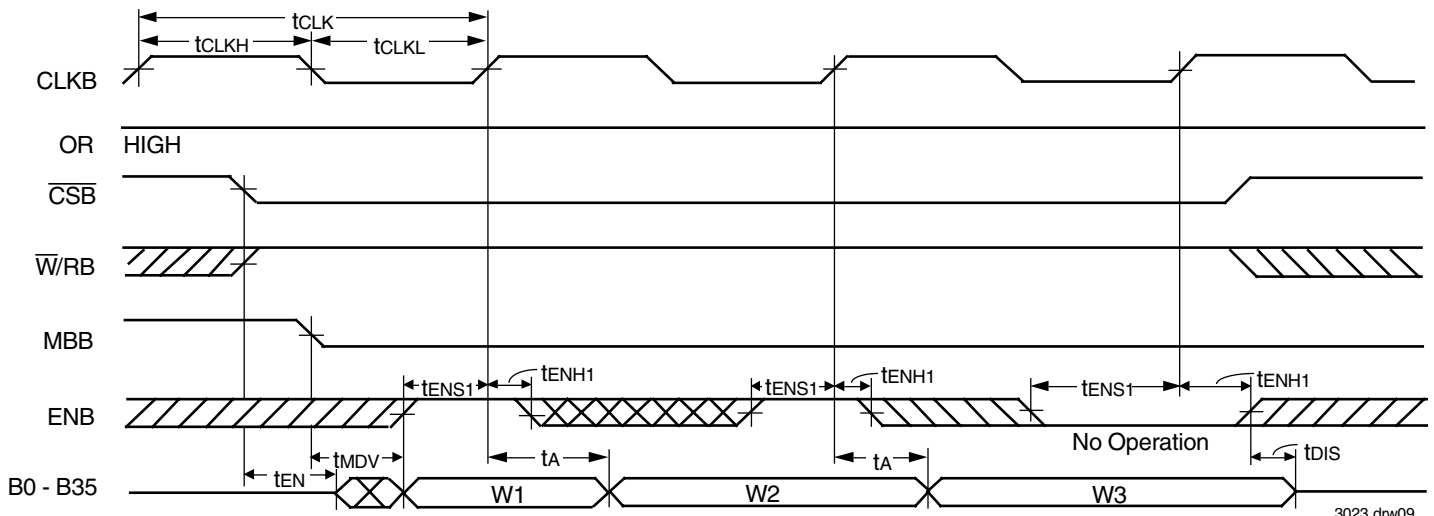 tCLK
tCLKH tCLKL
CLKB
OR HIGH
CSB
W/RB
MBB
tENS1 tENH1 tENS1 tENH1 tENS1 tENH1
ENB
No Operation
tMDV tA tA tDIS
tEN
B0 - B35 W1 W2 W3
3023 drw09